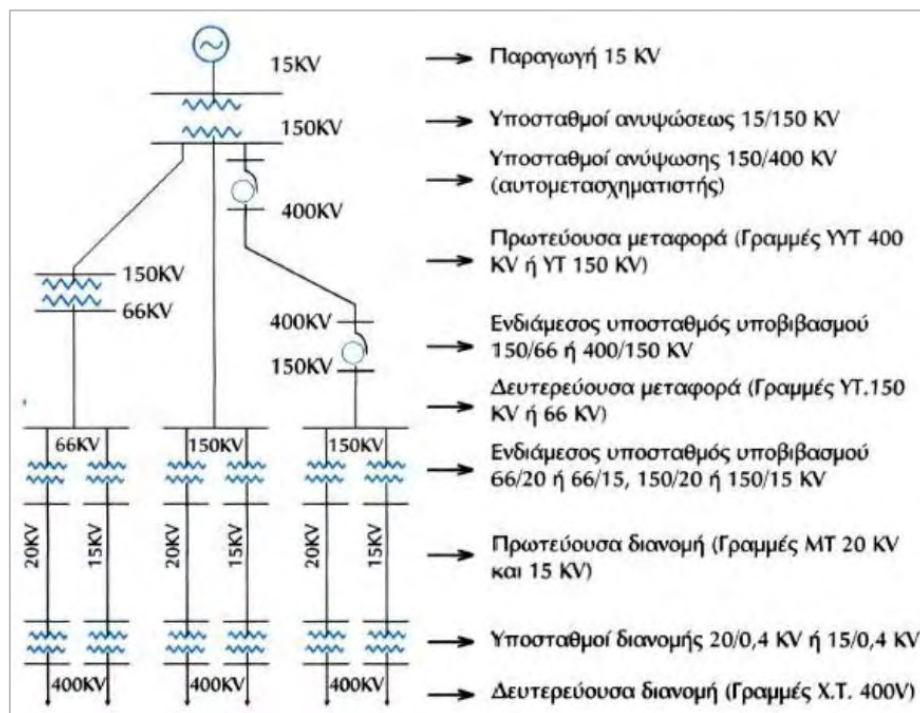 15KV
Παραγωγή 15 KV
150KV
Υποσταθμοί ανυψώσεως 15/150 KV
Υποσταθμοί ανύψωσης 150/400 KV
(αυτομετασχηματιστής)
400KV
Πρωτεύουσα μεταφορά (Γραμμές ΥΥΤ 400
KV ή ΥΤ 150 KV)
150KV
66KV
400KV
150KV
Ενδιάμεσος υποσταθμός υποβιβασμού
150/66 ή 400/150 KV
Δευτερεύουσα μεταφορά (Γραμμές ΥΤ.150
KV ή 66 KV)
66KV
150KV
150KV
Ενδιάμεσος υποσταθμός υποβιβασμού
66/20 ή 66/15, 150/20 ή 150/15 KV
20KV
15KV
20KV
15KV
20KV
15KV
Πρωτεύουσα διανομή (Γραμμές ΜΤ 20 KV
και 15 KV)
Υποσταθμοί διανομής 20/0,4 KV ή 15/0,4 KV
400KV
400KV
400KV
Δευτερεύουσα διανομή (Γραμμές Χ.Τ. 400V)